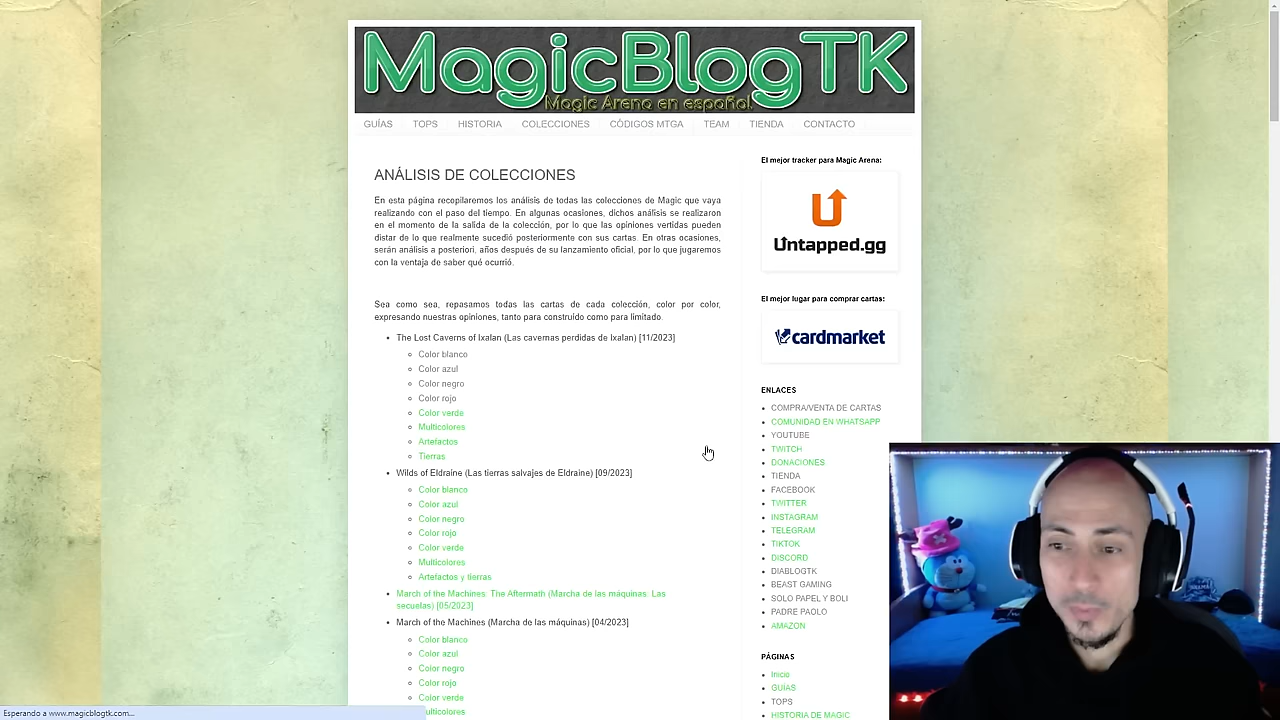 MagicBlogTK
Magic Arena en español
GUÍAS TOPS HISTORIA COLECCIONES CÓDIGOS MTGA TEAM TIENDA CONTACTO
ANÁLISIS DE COLECCIONES
En esta página recopilaremos los análisis de todas las colecciones de Magic que vaya
realizando con el paso del tiempo. En algunas ocasiones, dichos análisis se realizaron
en el momento de la salida de la colección, por lo que las opiniones vertidas pueden
distar de lo que realmente sucedió posteriormente con sus cartas. En otras ocasiones,
serán análisis a posteriori, años después de su lanzamiento oficial, por lo que jugaremos
con la ventaja de saber qué ocurrió.
Sea como sea, repasamos todas las cartas de cada colección, color por color,
expresando nuestras opiniones, tanto para construido como para limitado.
The Lost Caverns of Ixalan (Las cavernas perdidas de Ixalan) [11/2023]
Color blanco
Color azul
Color negro
Color rojo
Color verde
Multicolores
Artefactos
Tierras
Wilds of Eldraine (Las tierras salvajes de Eldraine) [09/2023]
Color blanco
Color azul
Color negro
Color rojo
Color verde
Multicolores
Artefactos y tierras
March of the Machines: The Aftermath (Marcha de las máquinas: Las
secuelas) [05/2023]
March of the Machines (Marcha de las máquinas) [04/2023]
Color blanco
Color azul
Color negro
Color rojo
Color verde
Multicolores
El mejor tracker para Magic Arena:
Untapped.gg
El mejor lugar para comprar cartas:
cardmarket
ENLACES
COMPRA/VENTA DE CARTAS
COMUNIDAD EN WHATSAPP
YOUTUBE
TWITCH
DONACIONES
TIENDA
FACEBOOK
TWITTER
INSTAGRAM
TELEGRAM
TIKTOK
DISCORD
DIABLOGTK
BEAST GAMING
SOLO PAPEL Y BOLI
PADRE PAOLO
AMAZON
PÁGINAS
Inicio
GUÍAS
TOPS
HISTORIA DE MAGIC
Esperando a www.magicblogtk.com...